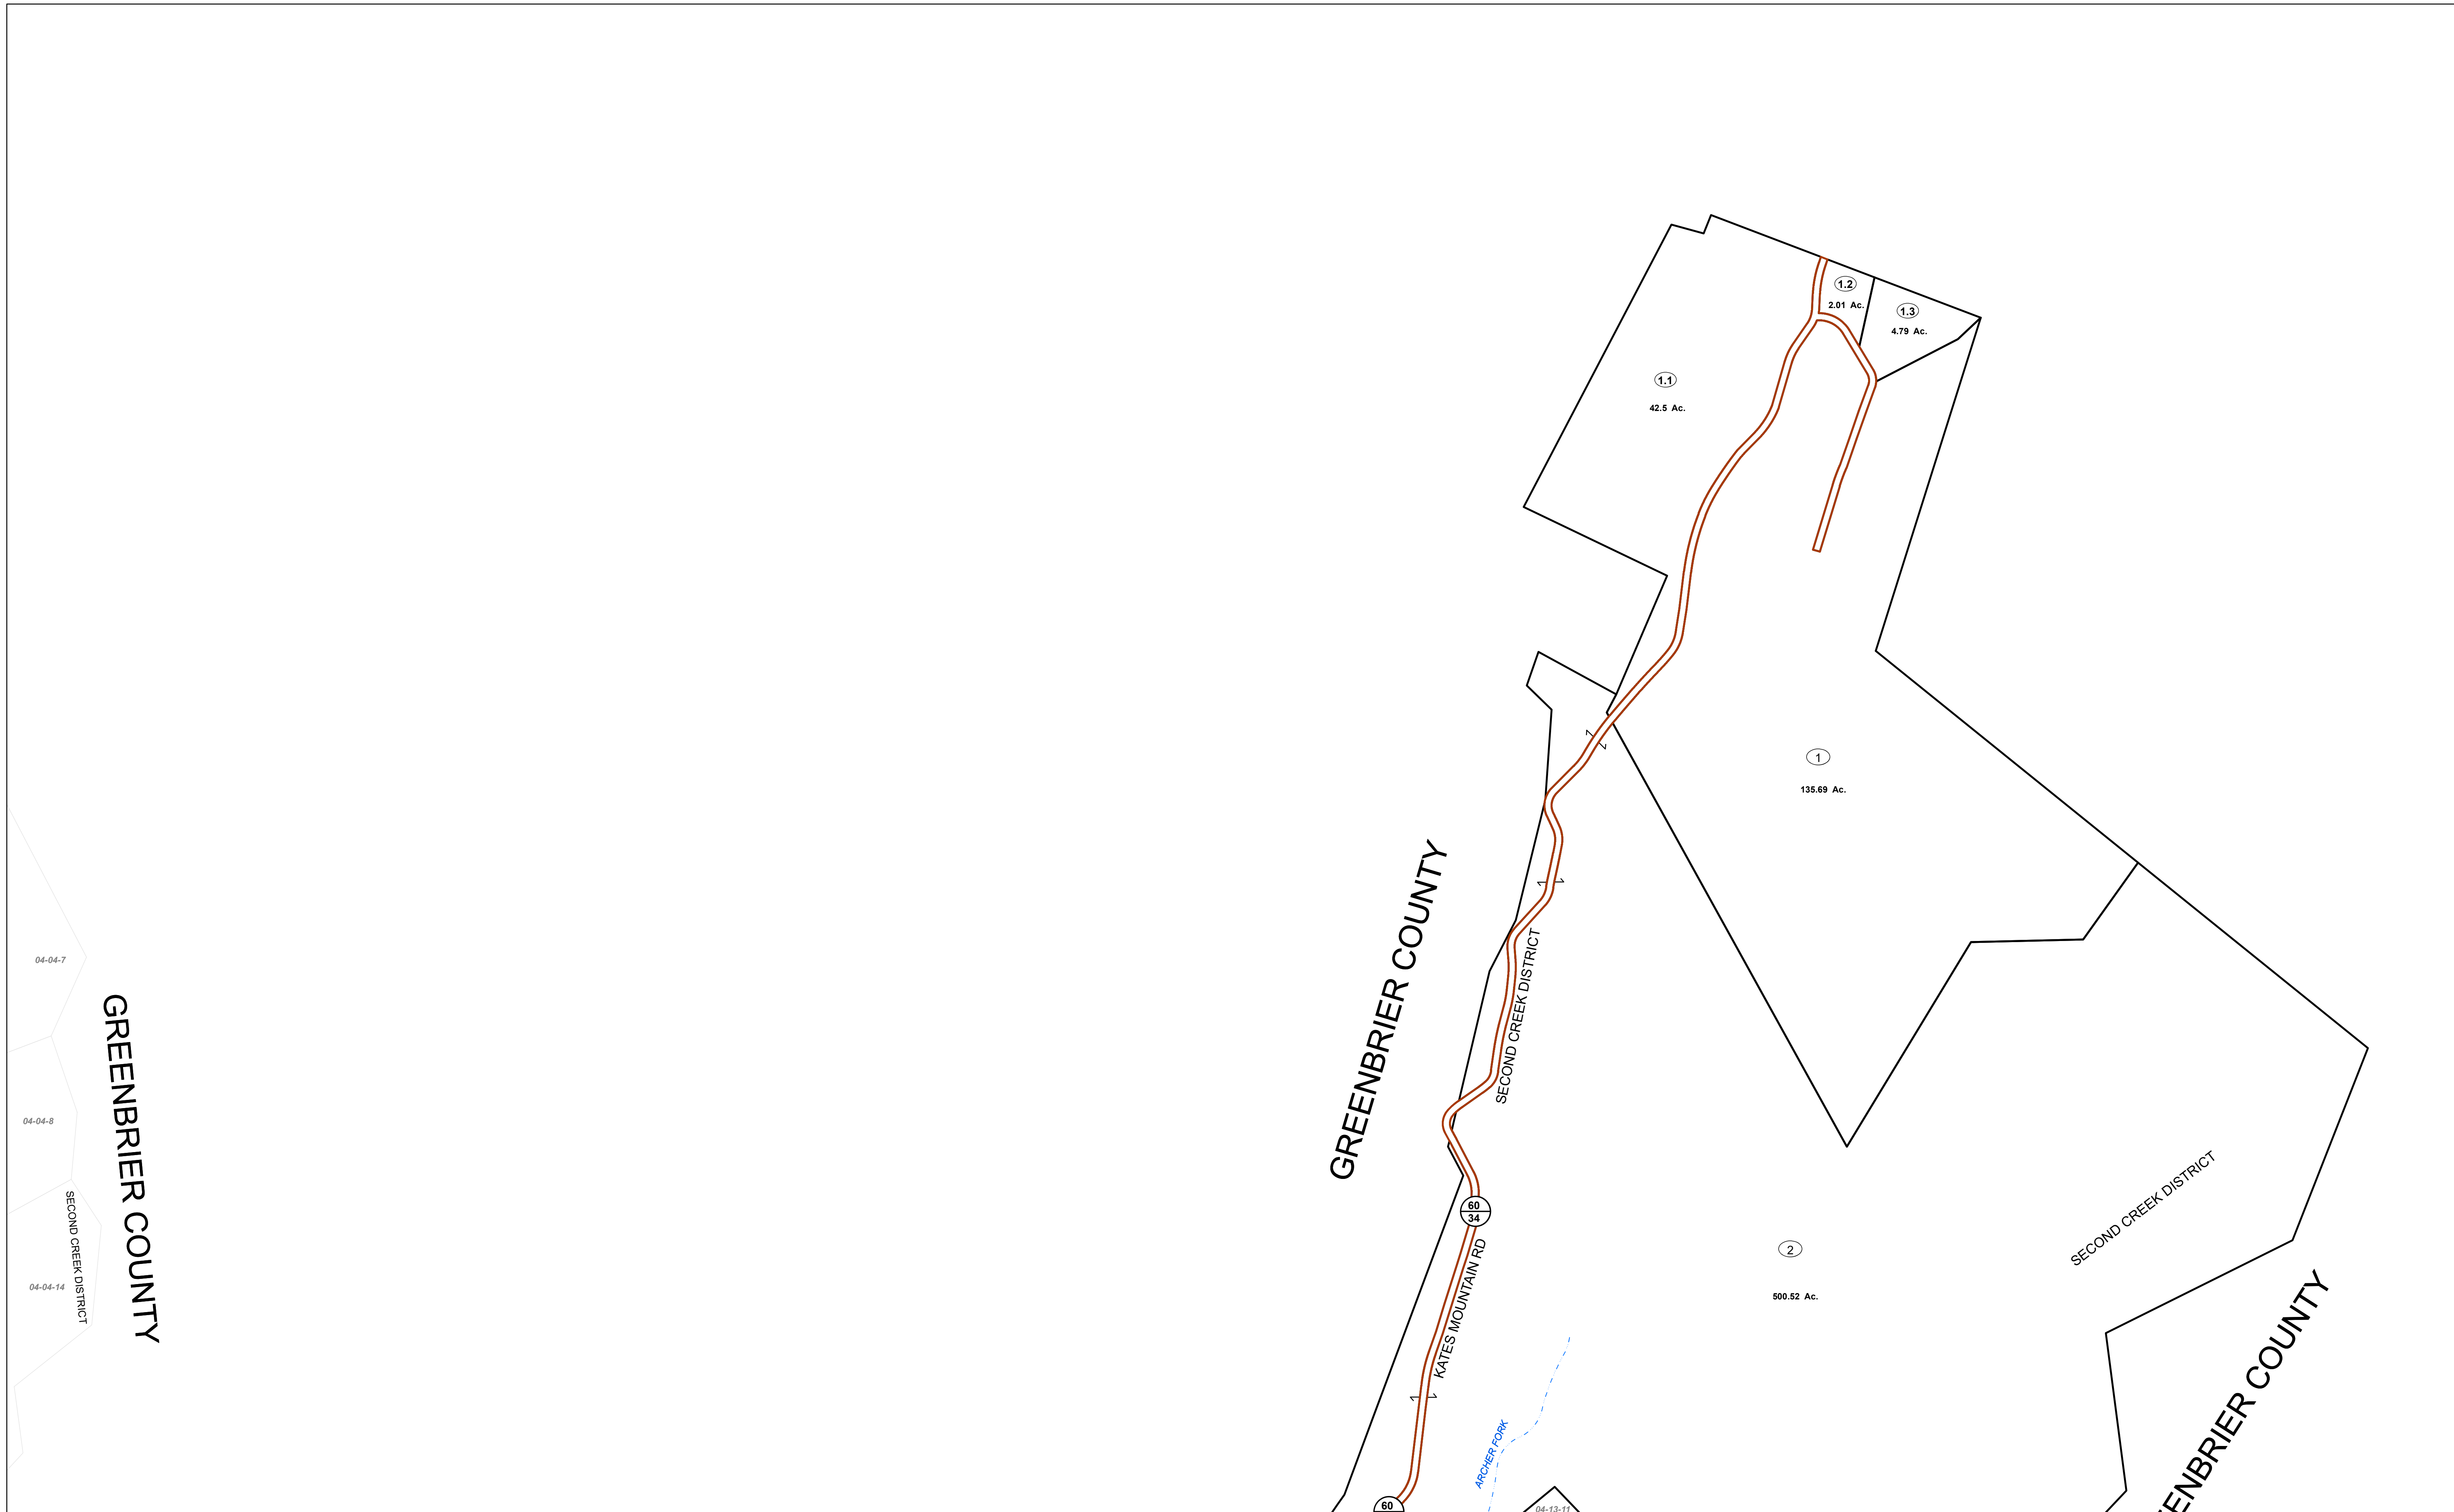 1.2
2.01 Ac.
1.3
4.79 Ac.
1.1
42.5 Ac.
1
135.69 Ac.
GREENBRIER COUNTY
SECOND CREEK DISTRICT
04-04-7
GREENBRIER COUNTY
04-04-8
SECOND CREEK DISTRICT
04-04-14
60
34
KATES MOUNTAIN RD
2
500.52 Ac.
SECOND CREEK DISTRICT
ENBRIER COUNTY
ARCHER FORK
60
04-13-11